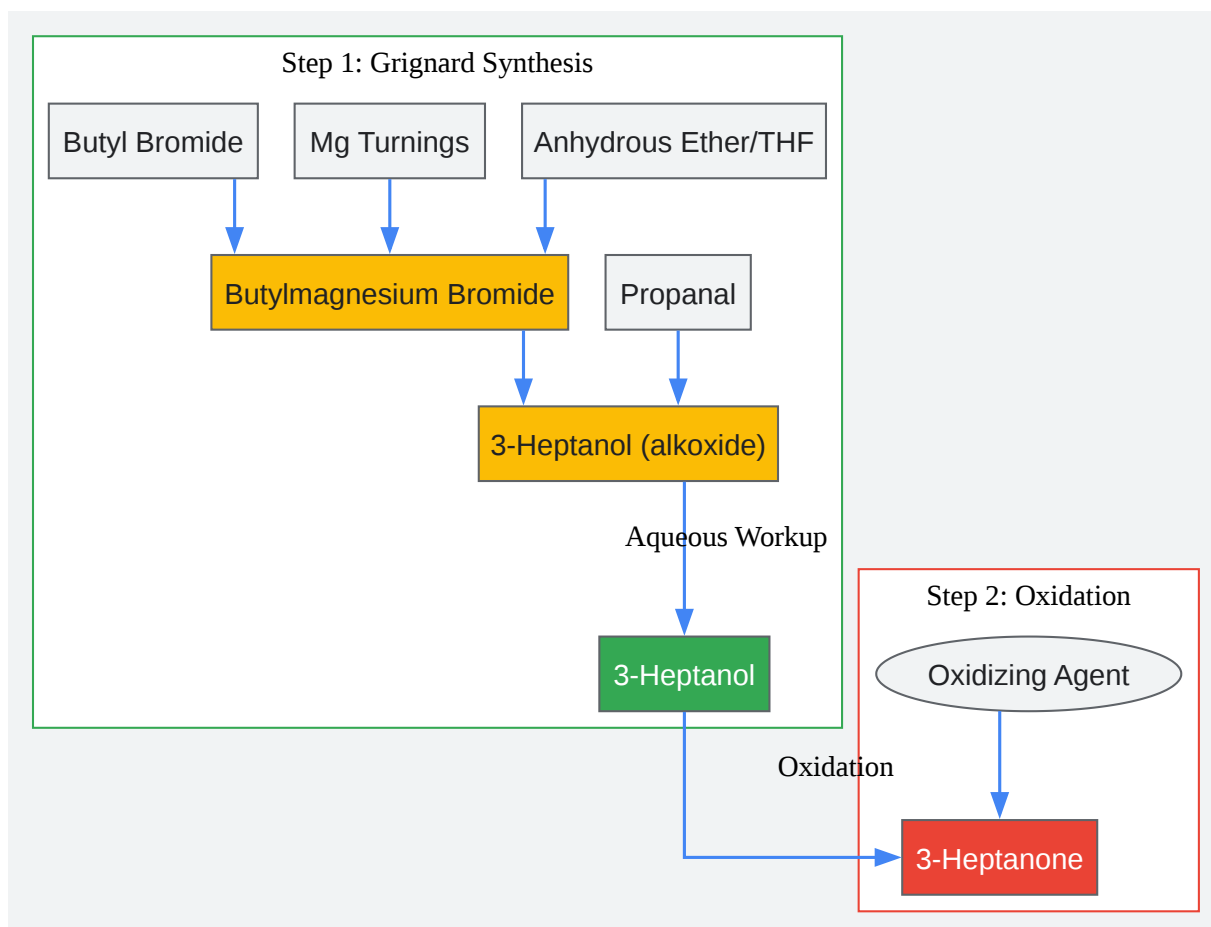 Step 1: Grignard Synthesis
Butyl Bromide
Mg Turnings
Anhydrous Ether/THF
Butylmagnesium Bromide
Propanal
3-Heptanol (alkoxide)
Aqueous Workup
3-Heptanol
Step 2: Oxidation
Oxidizing Agent
Oxidation
3-Heptanone